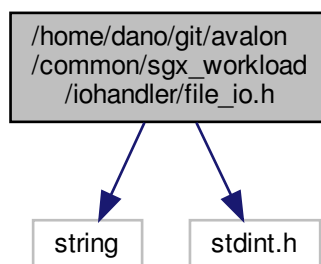 /home/dano/git/avalon
/common/sgx_workload
/iohandler/file_io.h
string
stdint.h